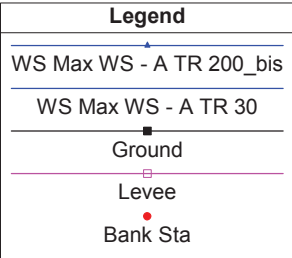 Legend
WS Max WS - A TR 200_bis
WS Max WS - A TR 30
Ground
Levee
Bank Sta